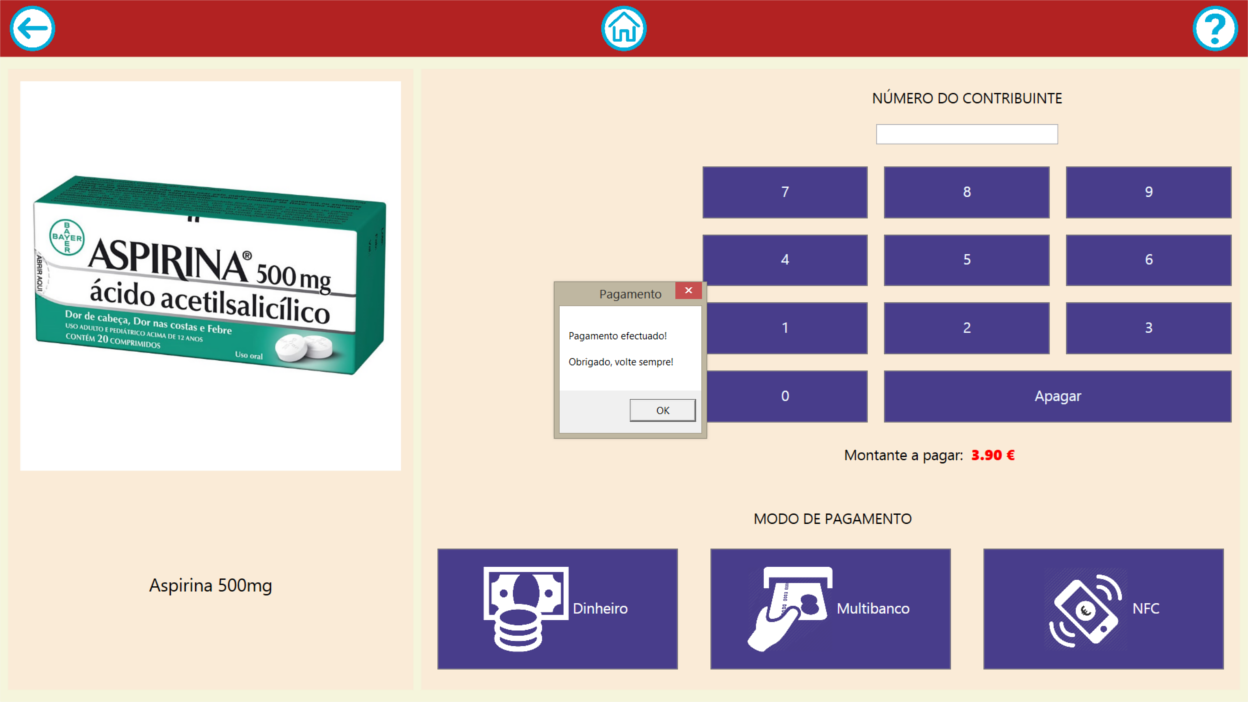 NÚMERO DO CONTRIBUINTE
7 8 9
4 5 6
1 2 3
0 Apagar
Montante a pagar: 3.90 €
MODO DE PAGAMENTO
Dinheiro
Multibanco
NFC
€
Pagamento
Pagamento efectuado!
Obrigado, volte sempre!
OK
BAYER
BAYER
ASPIRINA® 500 mg
ácido acetilsalicílico
Dor de cabeça, Dor nas costas e Febre
USO ADULTO E PEDIÁTRICO ACIMA DE 12 ANOS
CONTÉM 20 COMPRIMIDOS
Uso oral
ABRIR AQUI
Aspirina 500mg
?